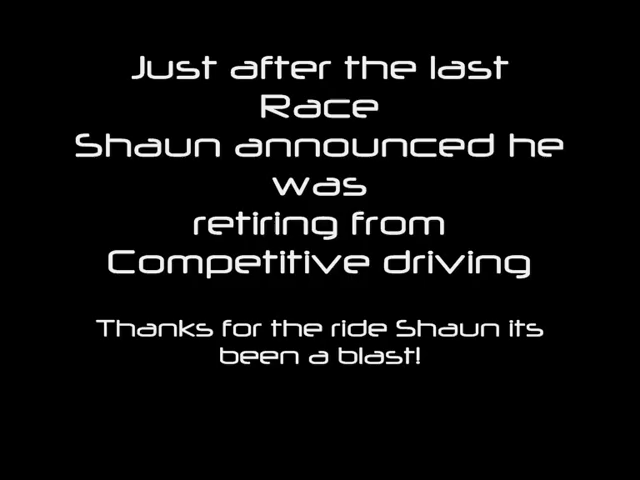 Just after the last
Race
Shaun announced he
was
retiring from
Competitive driving
Thanks for the ride Shaun its
been a blast!